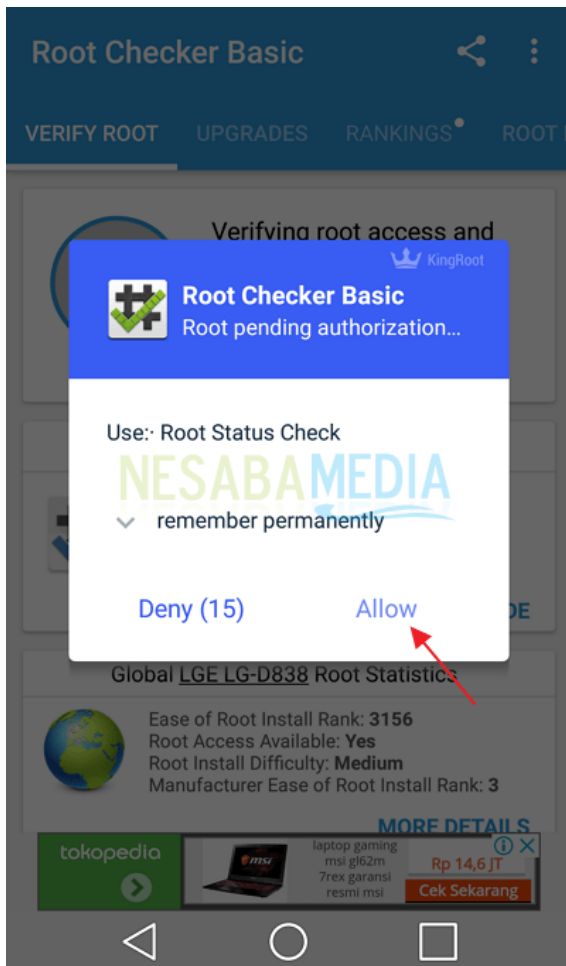 Root Checker Basic
VERIFY ROOT UPGRADES RANKINGS ROOT
Verifying root access and
KingRoot
Root Checker Basic
Root pending authorization...
Use:· Root Status Check
NESABAMEDIA
remember permanently
Deny (15) Allow
DE
Global LGE LG-D838 Root Statistics
Ease of Root Install Rank: 3156
Root Access Available: Yes
Root Install Difficulty: Medium
Manufacturer Ease of Root Install Rank: 3
MORE DETAILS
tokopedia
msi
laptop gaming
msi gl62m
7rex garansi
resmi msi
Rp 14,6 JT
Cek Sekarang